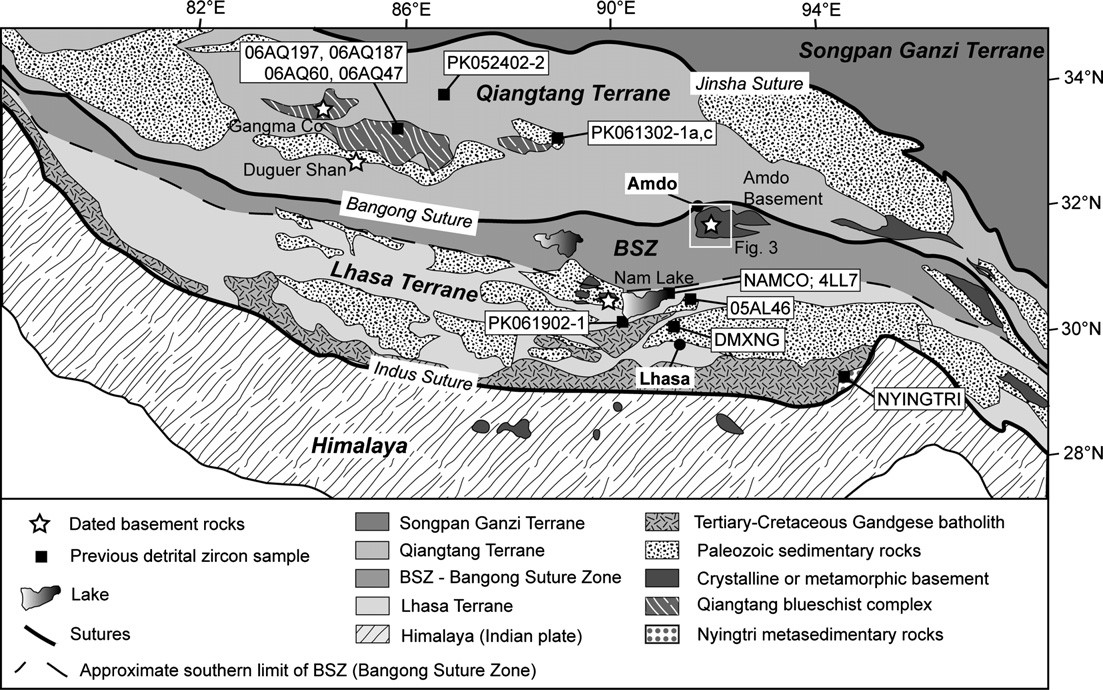 82°E
86°E
90°E
94°E
06AQ197, 06AQ187
06AQ60, 06AQ47
PK052402-2
Songpan Ganzi Terrane
34°N
Jinsha Suture
Qiangtang Terrane
Gangma Co
PK061302-1a,c
Duguer Shan
Amdo
Amdo
Basement
32°N
Bangong Suture
BSZ
Fig. 3
Lhasa Terrane
Nam Lake
NAMCO; 4LL7
05AL46
PK061902-1
30°N
DMXNG
Indus Suture
Lhasa
NYINGTRI
Himalaya
28°N
Dated basement rocks
Previous detrital zircon sample
Lake
Sutures
Approximate southern limit of BSZ (Bangong Suture Zone)
Songpan Ganzi Terrane
Qiangtang Terrane
BSZ - Bangong Suture Zone
Lhasa Terrane
Himalaya (Indian plate)
Tertiary-Cretaceous Gandgese batholith
Paleozoic sedimentary rocks
Crystalline or metamorphic basement
Qiangtang blueschist complex
Nyingtri metasedimentary rocks